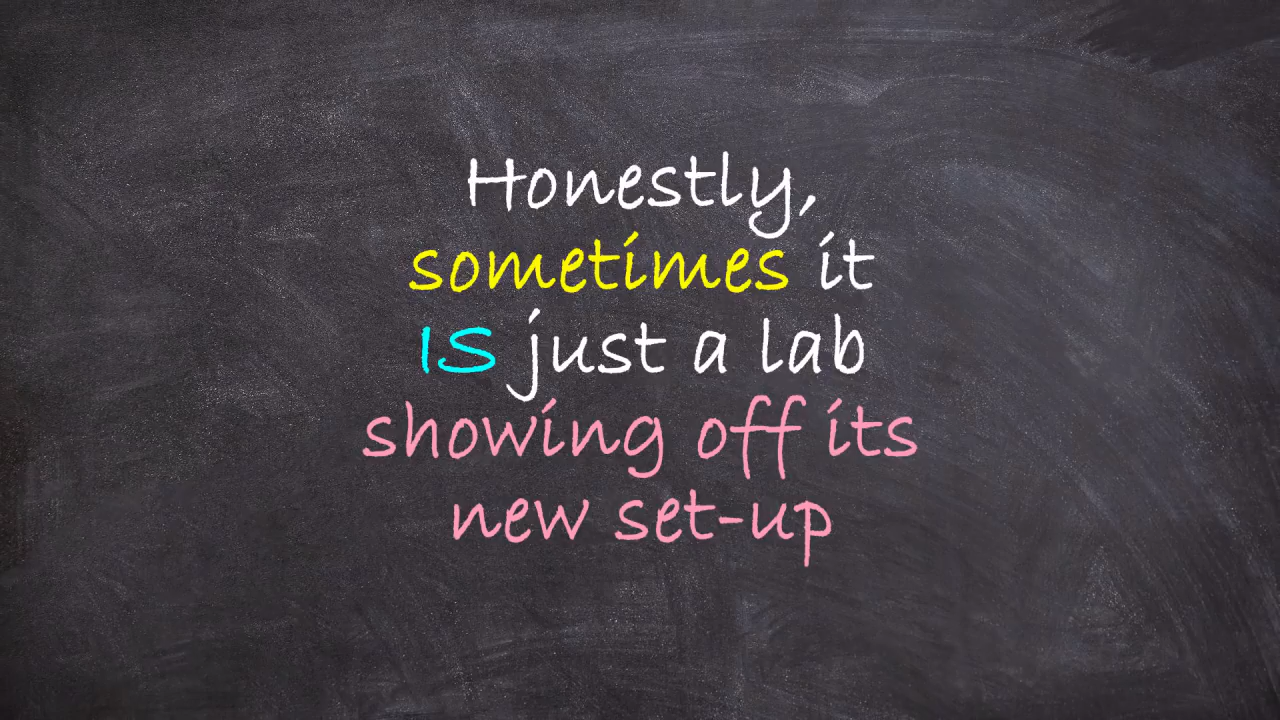 Honestly,
sometimes it
IS just a lab
showing off its
new set-up